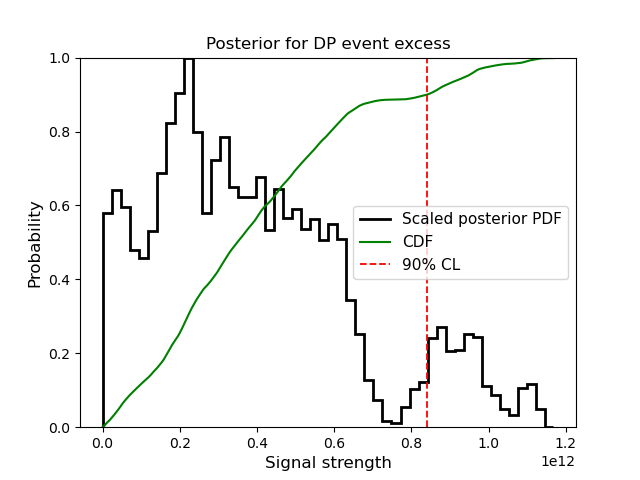 Posterior for DP event excess
1.0
0.8
0.6
0.4
0.2
0.0
Probability
Scaled posterior PDF
CDF
90% CL
0.0 0.2 0.4 0.6 0.8 1.0 1.2
1e12
Signal strength